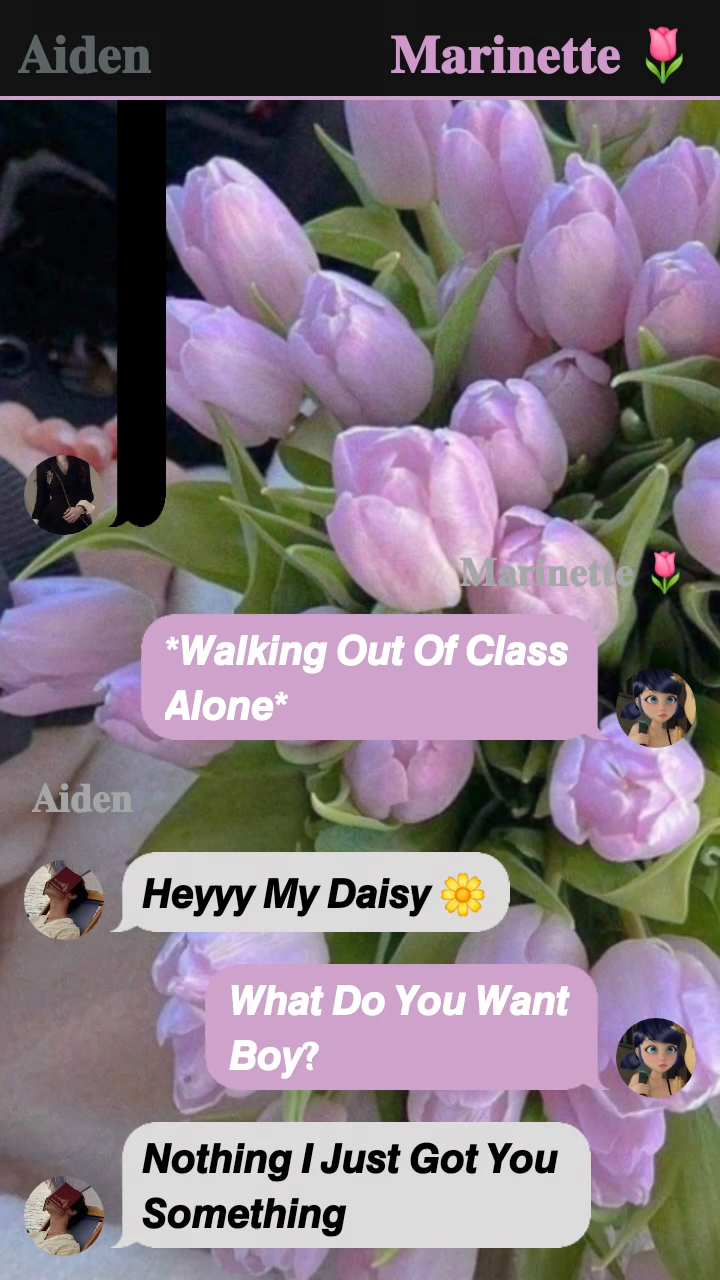 Aiden Marinette 🌷
Marinette 🌷
*Walking Out Of Class
Alone*
Aiden
Heyyy My Daisy 🌼
What Do You Want
Boy?
Nothing I Just Got You
Something